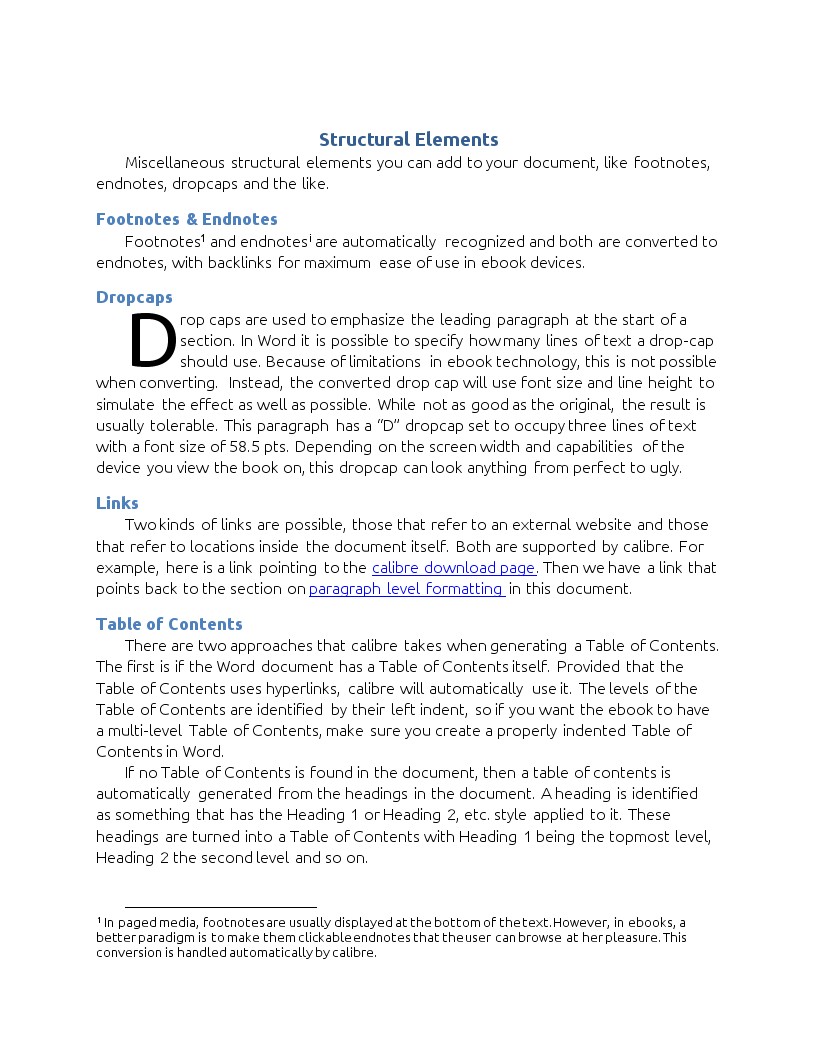 Structural Elements
Miscellaneous structural elements you can add to your document, like footnotes,
endnotes, dropcaps and the like.
Footnotes & Endnotes
Footnotes¹ and endnotesⁱ are automatically recognized and both are converted to
endnotes, with backlinks for maximum ease of use in ebook devices.
Dropcaps
Drop caps are used to emphasize the leading paragraph at the start of a
section. In Word it is possible to specify how many lines of text a drop-cap
should use. Because of limitations in ebook technology, this is not possible
when converting. Instead, the converted drop cap will use font size and line height to
simulate the effect as well as possible. While not as good as the original, the result is
usually tolerable. This paragraph has a “D” dropcap set to occupy three lines of text
with a font size of 58.5 pts. Depending on the screen width and capabilities of the
device you view the book on, this dropcap can look anything from perfect to ugly.
Links
Two kinds of links are possible, those that refer to an external website and those
that refer to locations inside the document itself. Both are supported by calibre. For
example, here is a link pointing to the calibre download page. Then we have a link that
points back to the section on paragraph level formatting in this document.
Table of Contents
There are two approaches that calibre takes when generating a Table of Contents.
The first is if the Word document has a Table of Contents itself. Provided that the
Table of Contents uses hyperlinks, calibre will automatically use it. The levels of the
Table of Contents are identified by their left indent, so if you want the ebook to have
a multi-level Table of Contents, make sure you create a properly indented Table of
Contents in Word.
If no Table of Contents is found in the document, then a table of contents is
automatically generated from the headings in the document. A heading is identified
as something that has the Heading 1 or Heading 2, etc. style applied to it. These
headings are turned into a Table of Contents with Heading 1 being the topmost level,
Heading 2 the second level and so on.
¹ In paged media, footnotes are usually displayed at the bottom of the text. However, in ebooks, a
better paradigm is to make them clickable endnotes that the user can browse at her pleasure. This
conversion is handled automatically by calibre.